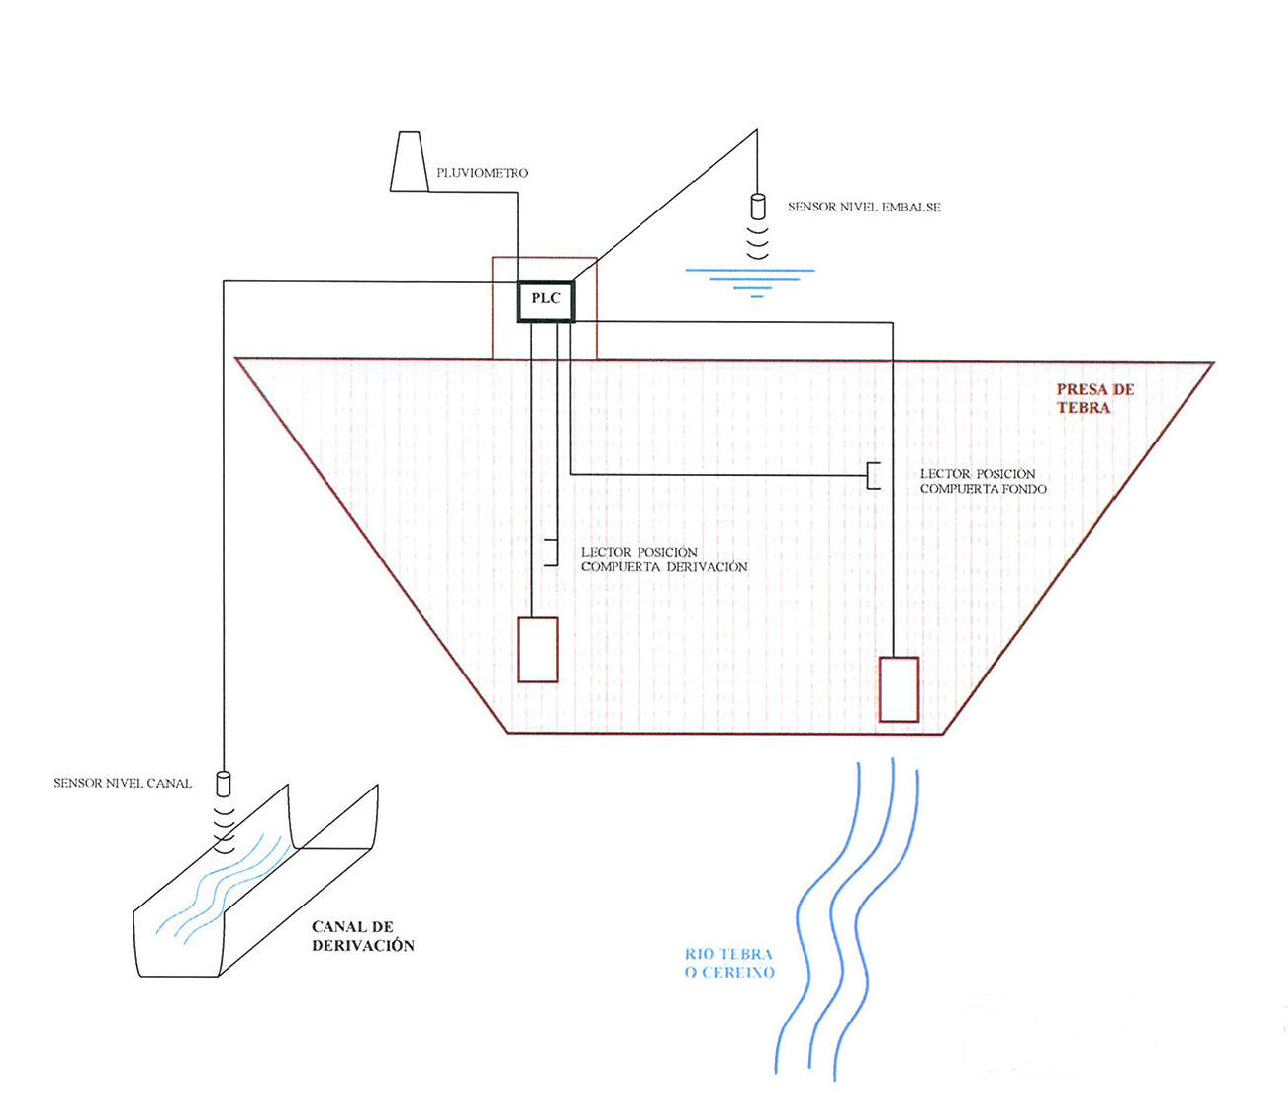 PLUVIOMETRO
SENSOR NIVEL EMBALSE
PLC
PRESA DE
TEBRA
LECTOR POSICIÓN
COMPUERTA FONDO
LECTOR POSICIÓN
COMPUERTA DERIVACIÓN
SENSOR NIVEL CANAL
CANAL DE
DERIVACIÓN
RIO TEBRA
O CEREIXO